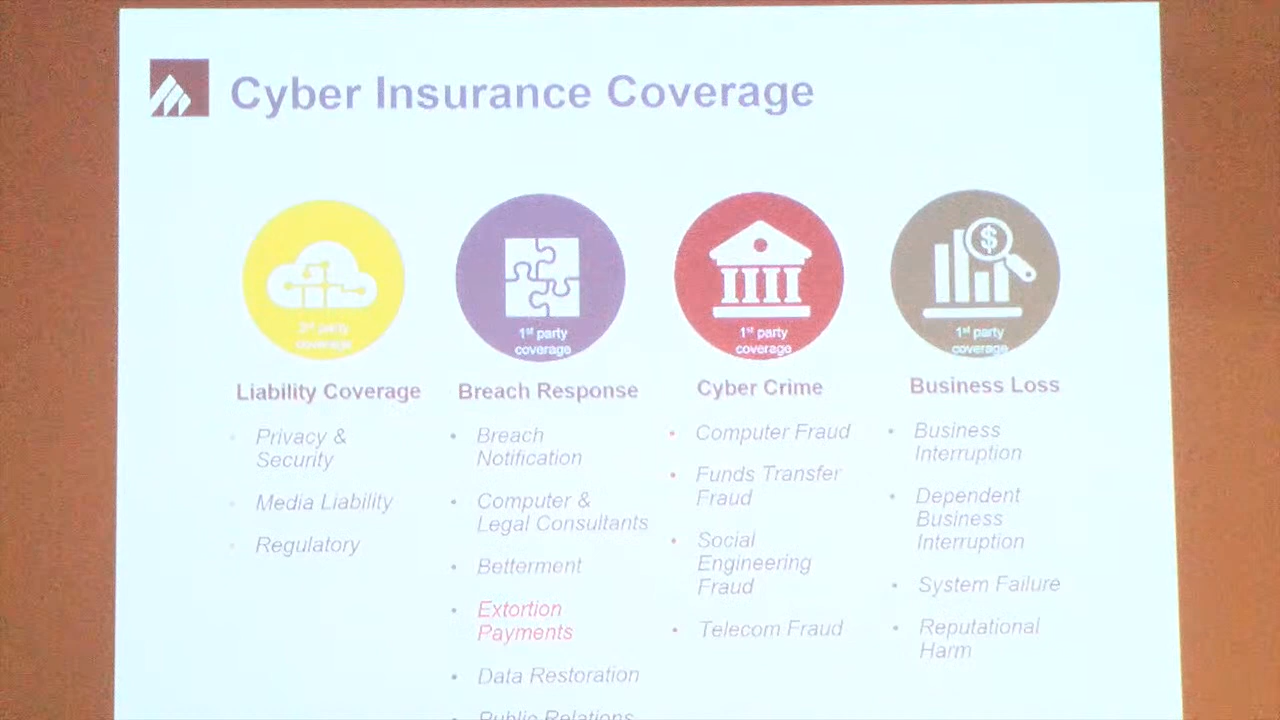 Cyber Insurance Coverage
party
coverage
1st party
coverage
1st party
coverage
1st party
coverage
Liability Coverage
Privacy &
Security
Media Liability
Regulatory
Breach Response
Breach
Notification
Computer &
Legal Consultants
Betterment
Extortion
Payments
Data Restoration
Public Relations
Cyber Crime
Computer Fraud
Funds Transfer
Fraud
Social
Engineering
Fraud
Telecom Fraud
Business Loss
Business
Interruption
Dependent
Business
Interruption
System Failure
Reputational
Harm